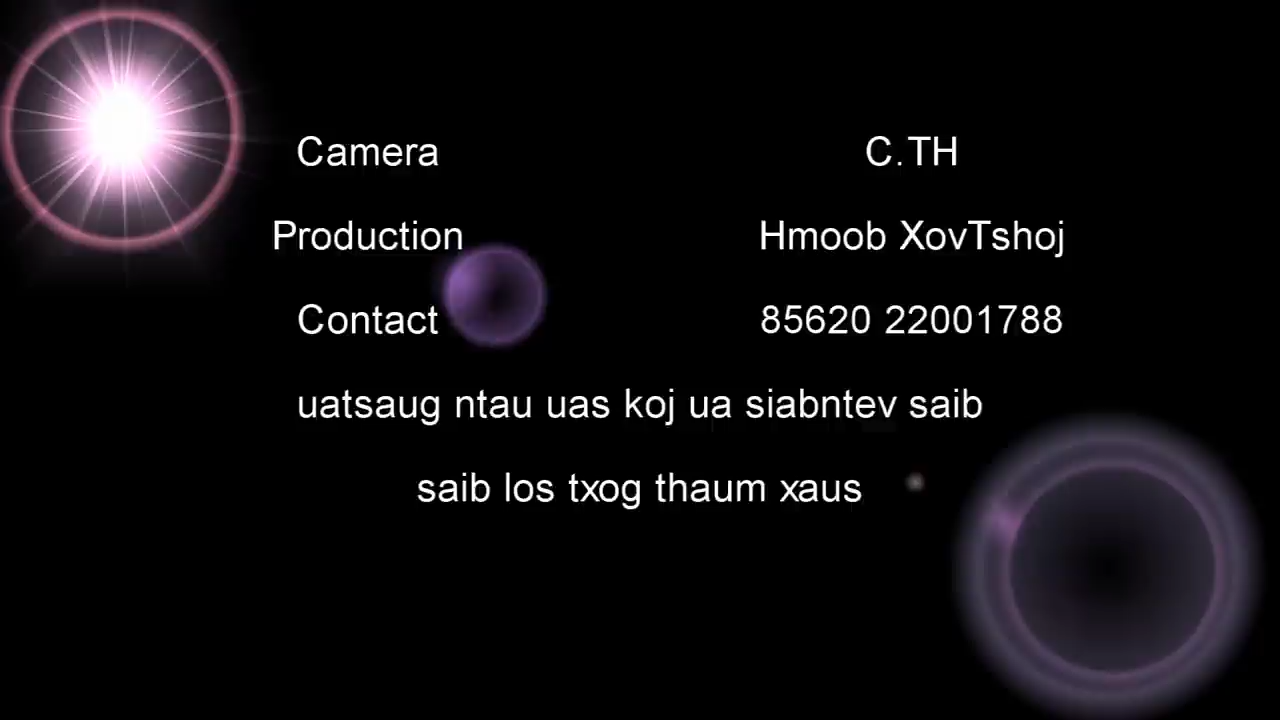 Camera C.TH
Production Hmoob XovTshoj
Contact 85620 22001788
uatsaug ntau uas koj ua siabntev saib
saib los txog thaum xaus